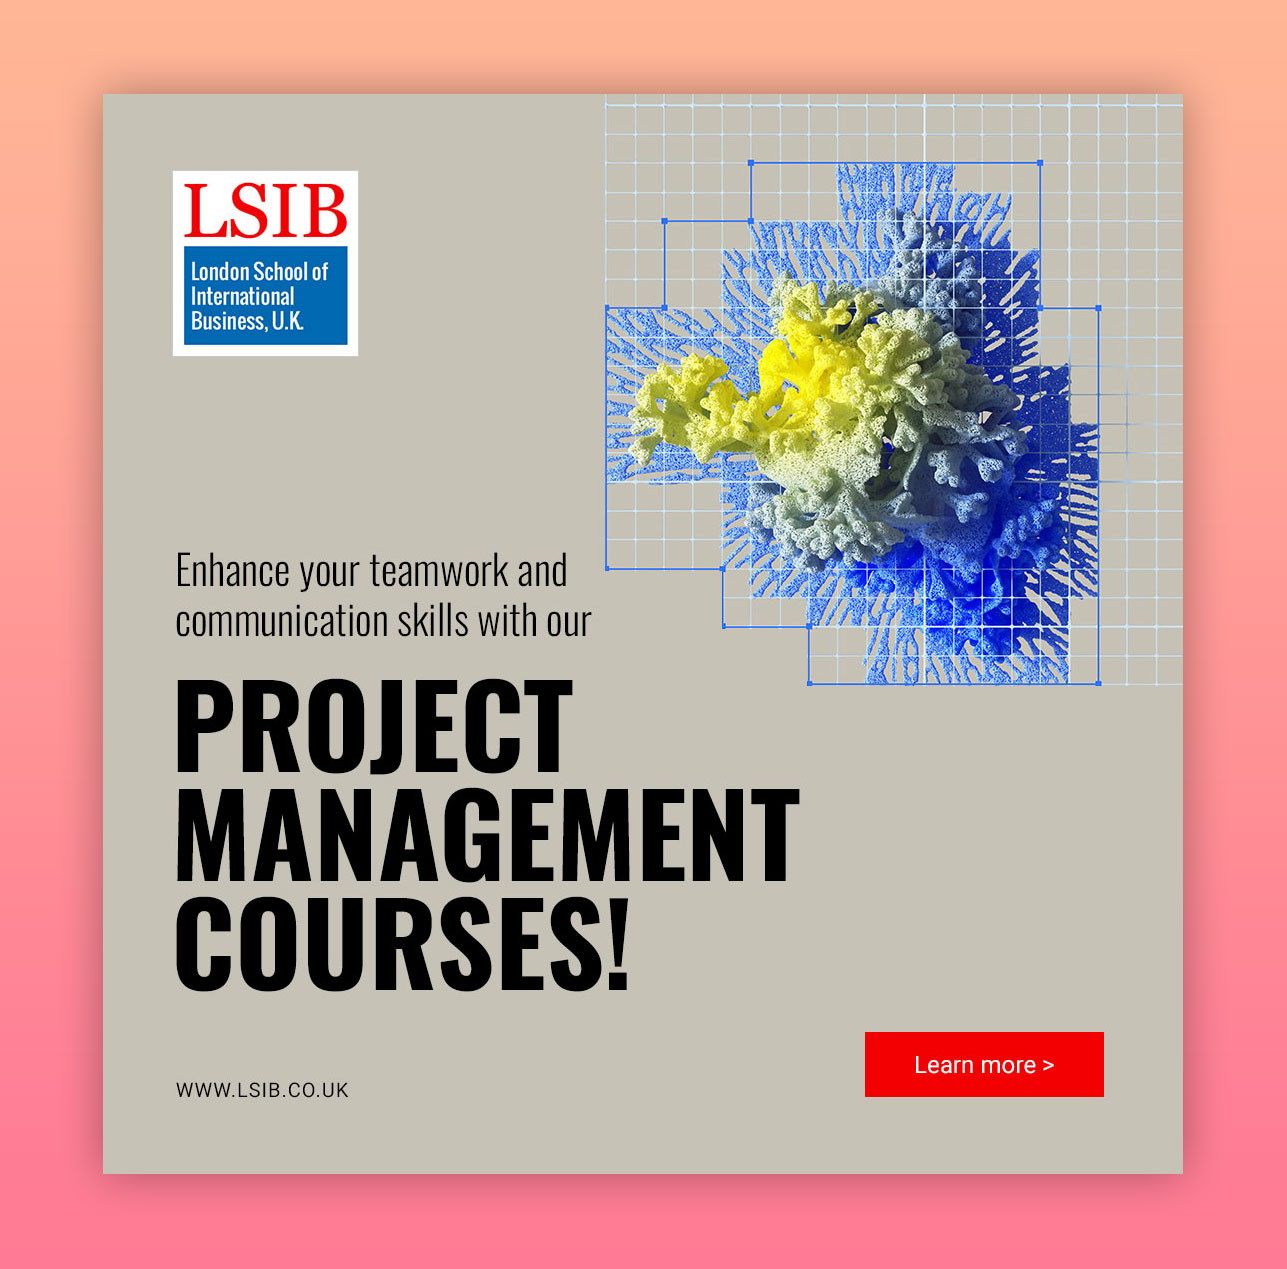 LSIB
London School of
International
Business, U.K.
Enhance your teamwork and
communication skills with our
PROJECT
MANAGEMENT
COURSES!
Learn more >
WWW.LSIB.CO.UK